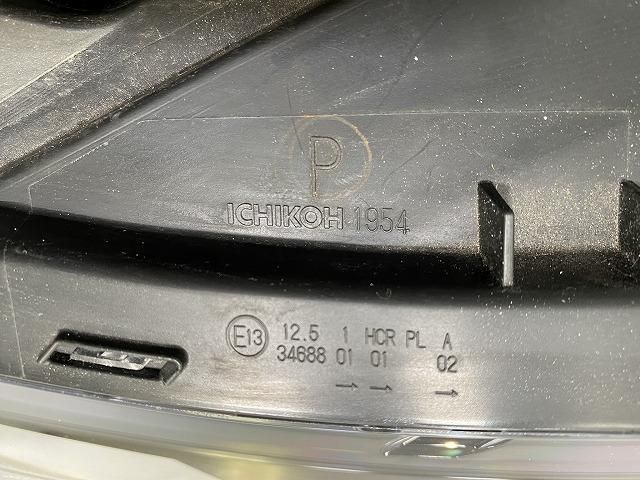 P
ICHIKOH 1954
E13 12.5 1 HCR PL A
34688 01 01 02
→ → →